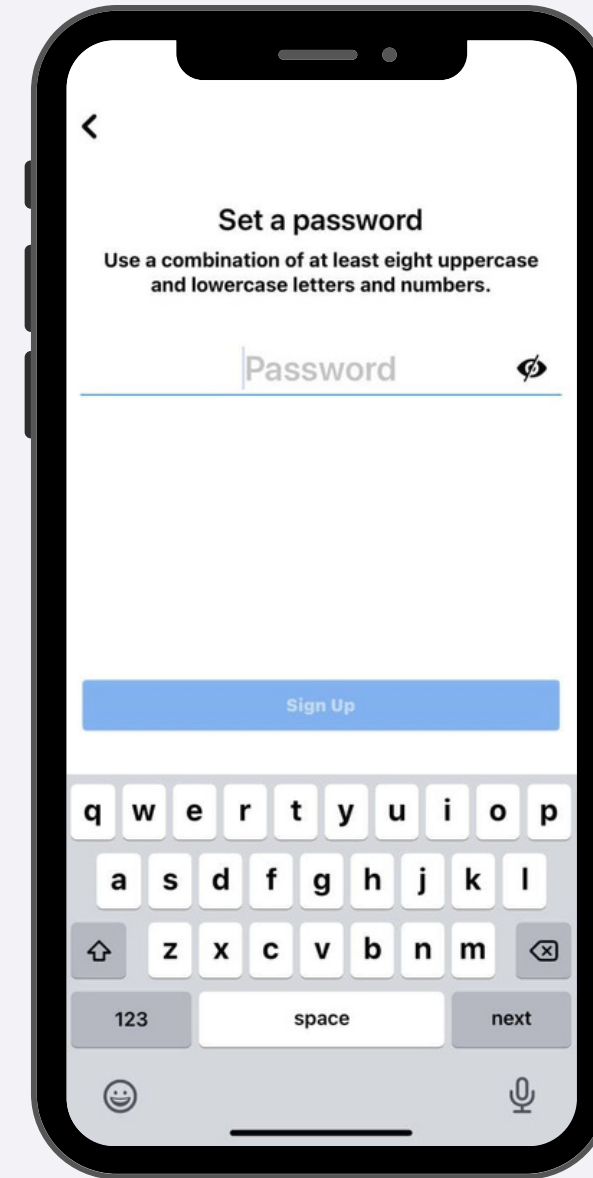 Set a password
Use a combination of at least eight uppercase
and lowercase letters and numbers.
Password
Sign Up
q w e r t y u i o p
a s d f g h j k l
z x c v b n m
123 space next